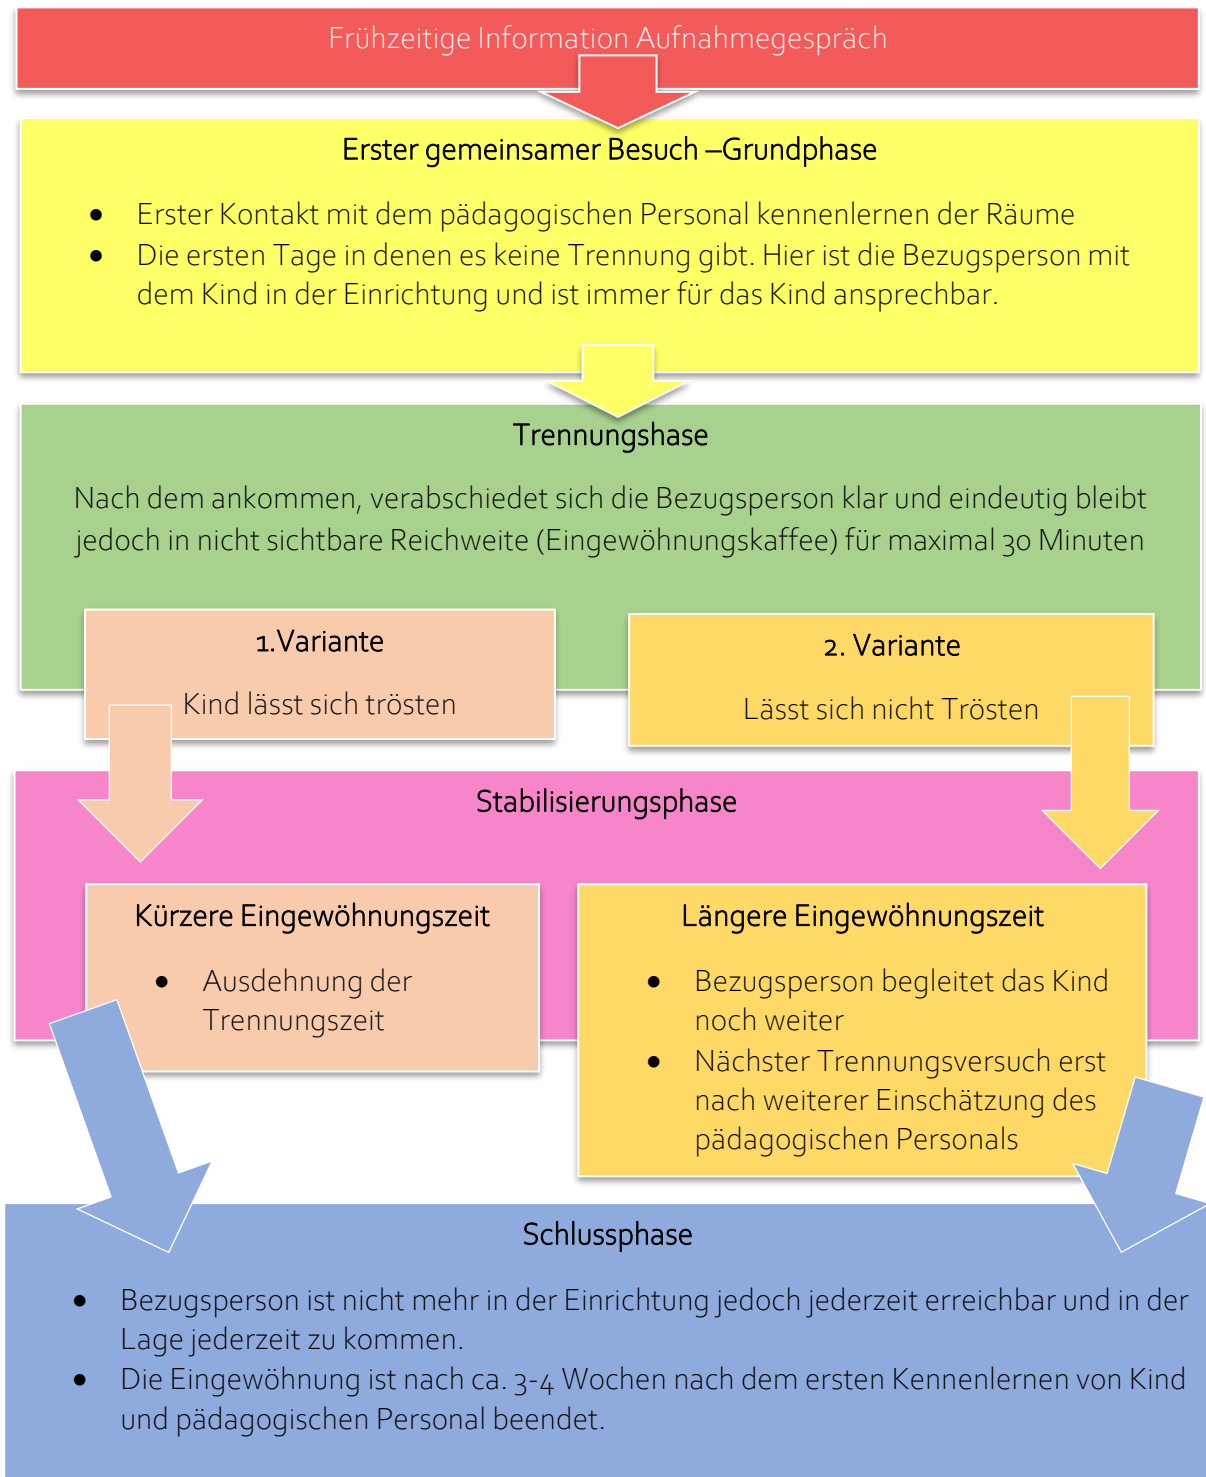 Frühzeitige Information Aufnahmegespräch
Erster gemeinsamer Besuch –Grundphase
• Erster Kontakt mit dem pädagogischen Personal kennenlernen der Räume
• Die ersten Tage in denen es keine Trennung gibt. Hier ist die Bezugsperson mit
dem Kind in der Einrichtung und ist immer für das Kind ansprechbar.
Trennungshase
Nach dem ankommen, verabschiedet sich die Bezugsperson klar und eindeutig bleibt
jedoch in nicht sichtbare Reichweite (Eingewöhnungskaffee) für maximal 30 Minuten
1.Variante
Kind lässt sich trösten
2. Variante
Lässt sich nicht Trösten
Stabilisierungsphase
Kürzere Eingewöhnungszeit
• Ausdehnung der
Trennungszeit
Längere Eingewöhnungszeit
• Bezugsperson begleitet das Kind
noch weiter
• Nächster Trennungsversuch erst
nach weiterer Einschätzung des
pädagogischen Personals
Schlussphase
• Bezugsperson ist nicht mehr in der Einrichtung jedoch jederzeit erreichbar und in der
Lage jederzeit zu kommen.
• Die Eingewöhnung ist nach ca. 3-4 Wochen nach dem ersten Kennenlernen von Kind
und pädagogischen Personal beendet.